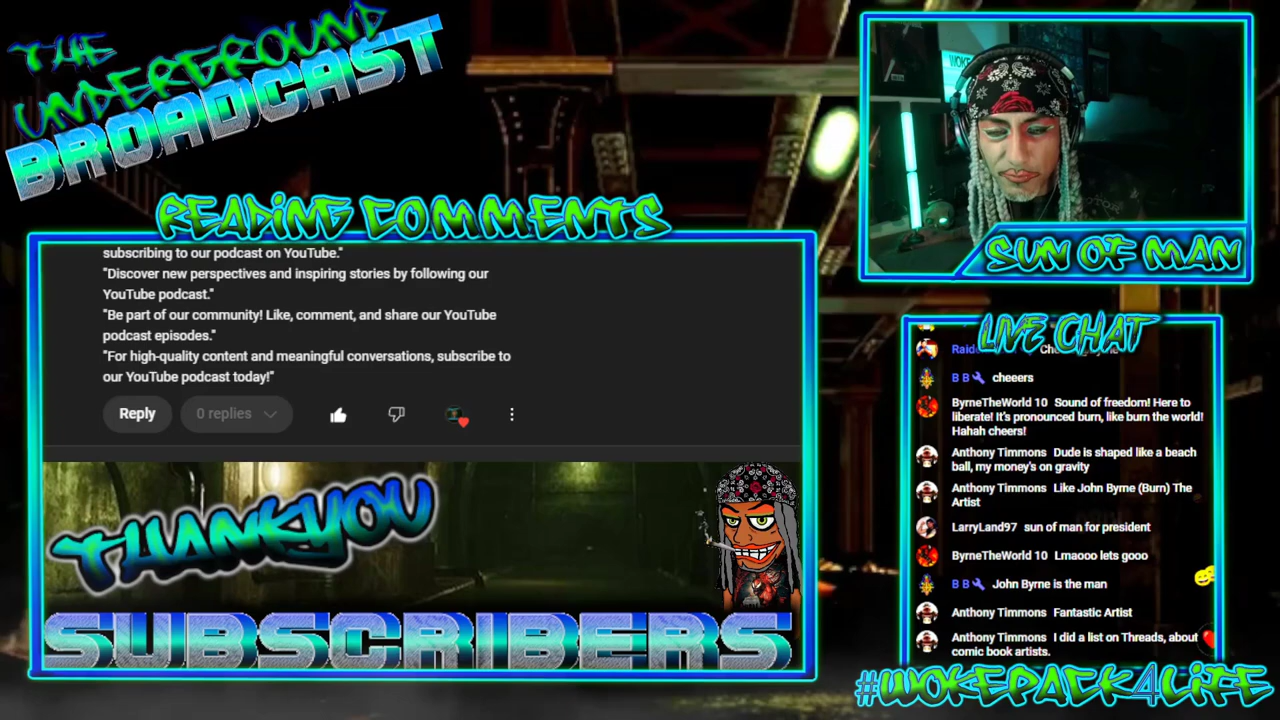 THE
UNDERGROUND
BROADCAST
READING COMMENTS
subscribing to our podcast on YouTube."
"Discover new perspectives and inspiring stories by following our
YouTube podcast."
"Be part of our community! Like, comment, and share our YouTube
podcast episodes."
"For high-quality content and meaningful conversations, subscribe to
our YouTube podcast today!"
Reply
0 replies
THANKYOU
SUBSCRIBERS
WOKE
SUN OF MAN
LIVE CHAT
B B cheeers
ByrneTheWorld 10 Sound of freedom! Here to
liberate! It's pronounced burn, like burn the world!
Hahah cheers!
Anthony Timmons Dude is shaped like a beach
ball, my money's on gravity
Anthony Timmons Like John Byrne (Burn) The
Artist
LarryLand97 sun of man for president
ByrneTheWorld 10 Lmaooo lets gooo
B B John Byrne is the man
Anthony Timmons Fantastic Artist
Anthony Timmons I did a list on Threads, about
comic book artists.
#WOKEPACK4LIFE